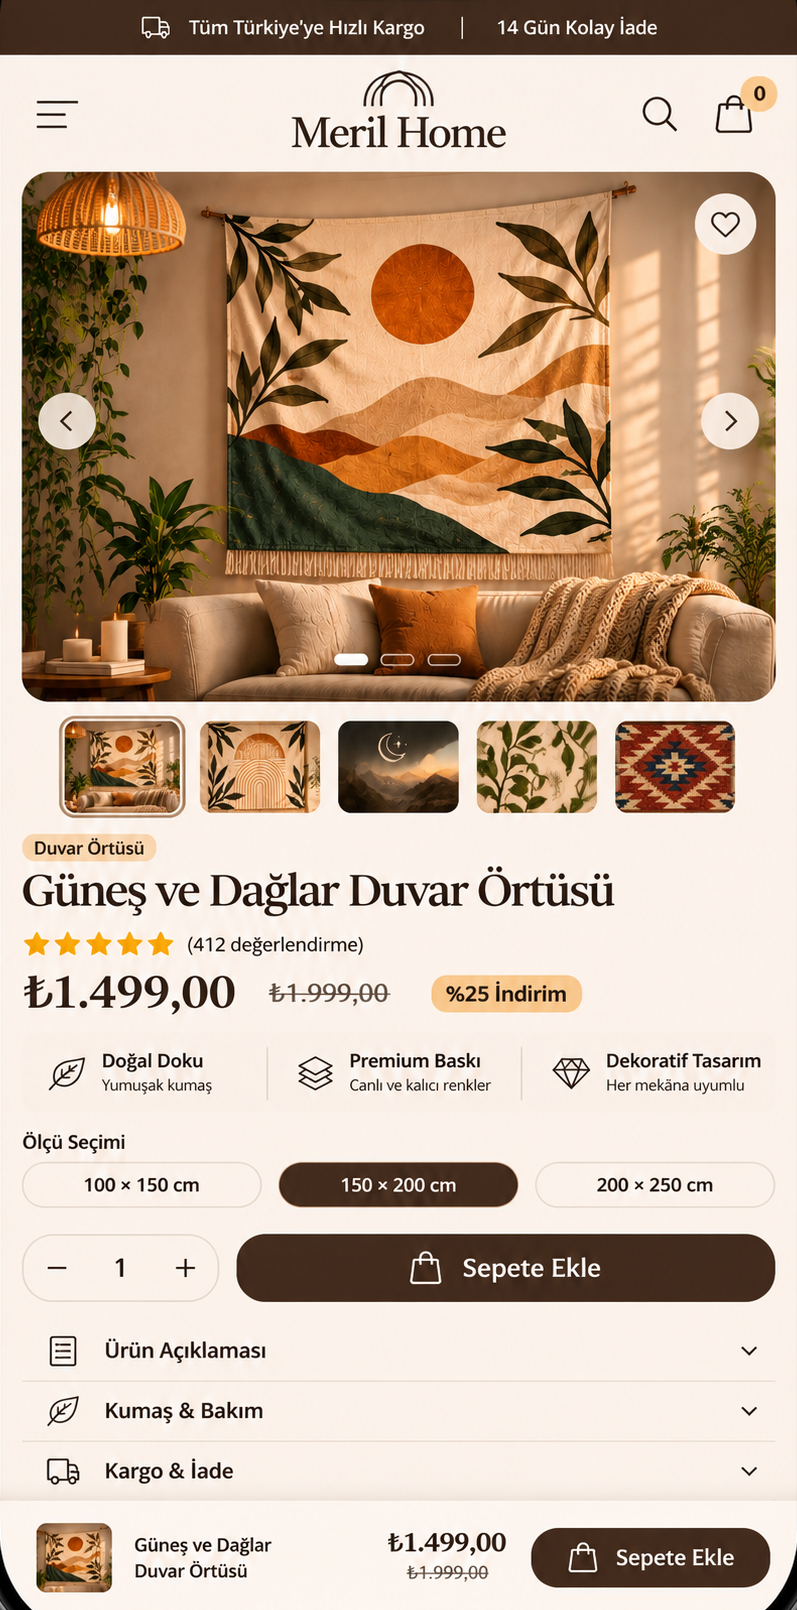 Tüm Türkiye'ye Hızlı Kargo | 14 Gün Kolay İade
0
Meril Home
Duvar Örtüsü
Güneş ve Dağlar Duvar Örtüsü
(412 değerlendirme)
₺1.499,00 ₺1.999,00 %25 İndirim
Doğal Doku
Yumuşak kumaş
Premium Baskı
Canlı ve kalıcı renkler
Dekoratif Tasarım
Her mekâna uyumlu
Ölçü Seçimi
100 × 150 cm 150 × 200 cm 200 × 250 cm
− 1 + Sepete Ekle
Ürün Açıklaması
Kumaş & Bakım
Kargo & İade
Güneş ve Dağlar
Duvar Örtüsü
₺1.499,00
₺1.999,00
Sepete Ekle